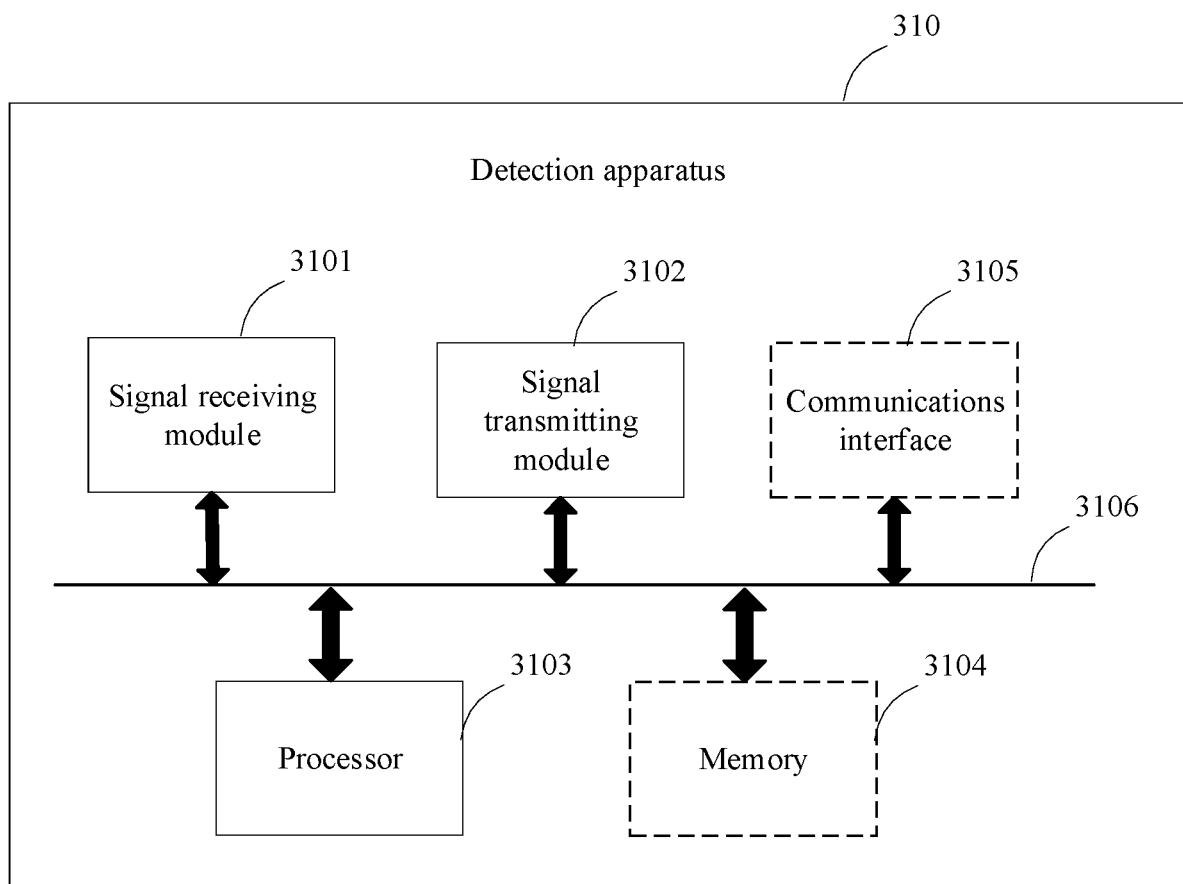 310
Detection apparatus
3101
3102
3105
Signal receiving
module
Signal
transmitting
module
Communications
interface
3106
3103
3104
Processor
Memory